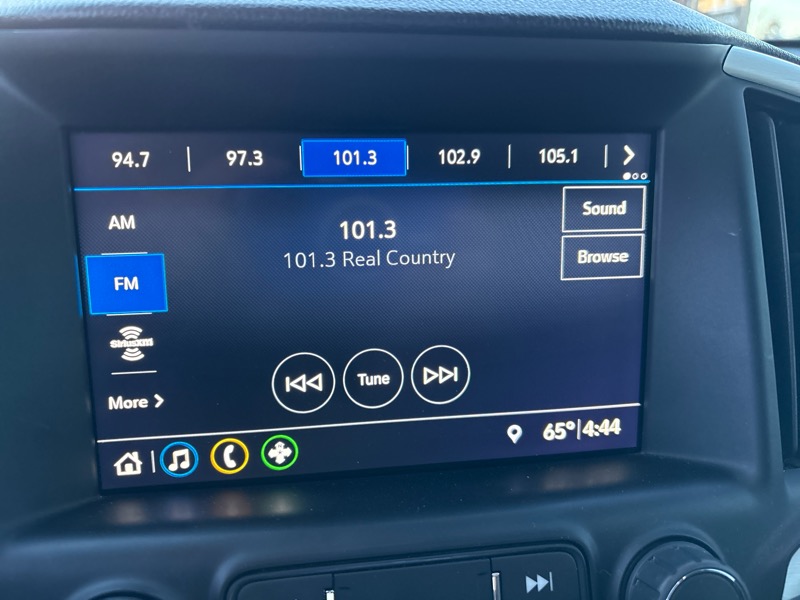 94.7 | 97.3 | 101.3 | 102.9 | 105.1 |
AM
101.3
Sound
101.3 Real Country
Browse
FM
SiriusXM
Tune
More
65° | 4:44